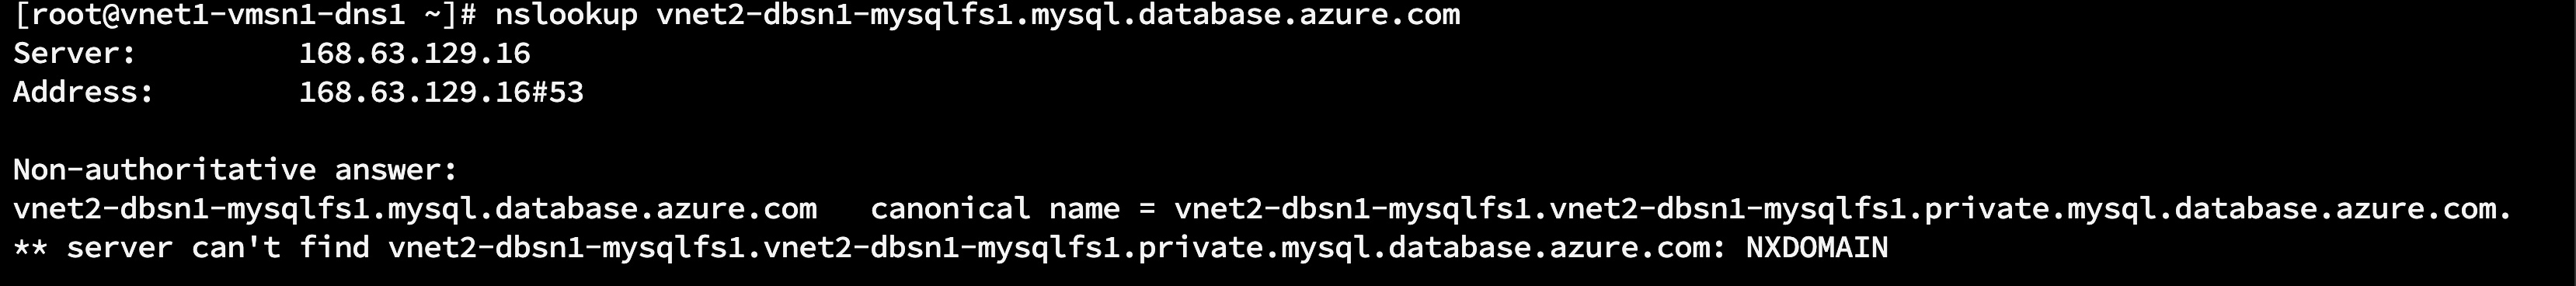 [root@vnet1-vmsn1-dns1 ~]# nslookup vnet2-dbsn1-mysqlfs1.mysql.database.azure.com
Server:         168.63.129.16
Address:        168.63.129.16#53

Non-authoritative answer:
vnet2-dbsn1-mysqlfs1.mysql.database.azure.com   canonical name = vnet2-dbsn1-mysqlfs1.vnet2-dbsn1-mysqlfs1.private.mysql.database.azure.com.
** server can't find vnet2-dbsn1-mysqlfs1.vnet2-dbsn1-mysqlfs1.private.mysql.database.azure.com: NXDOMAIN